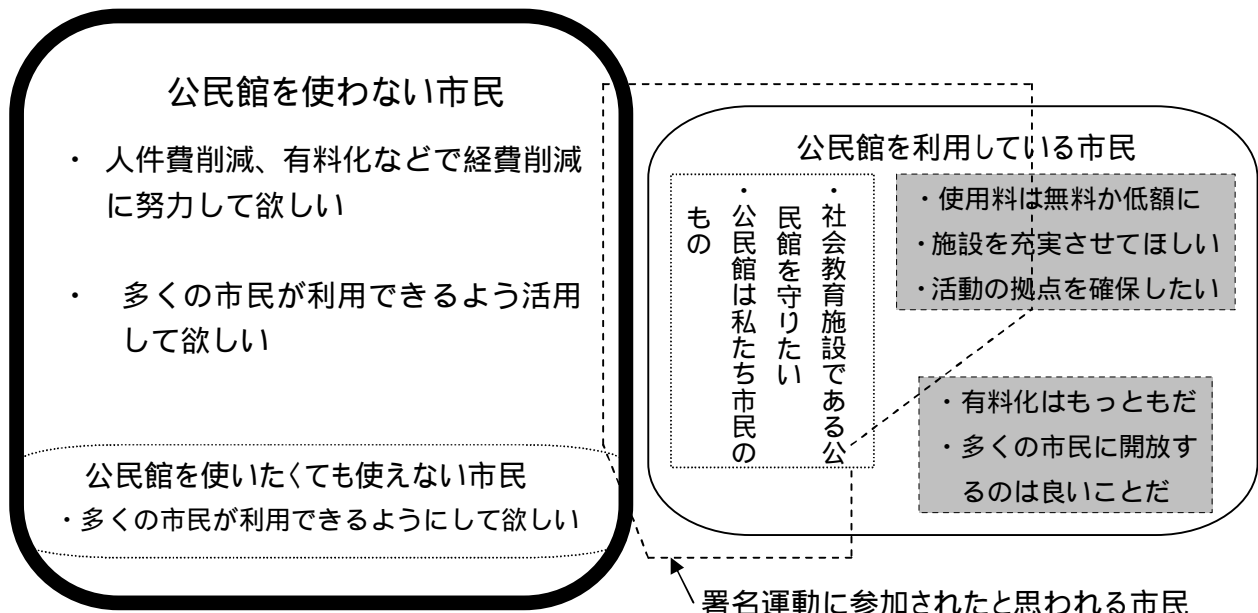 公民館を使わない市民
・ 人件費削減、有料化などで経費削減
に努力して欲しい
・ 多くの市民が利用できるよう活用
して欲しい
公民館を使いたくても使えない市民
・多くの市民が利用できるようにして欲しい
公民館を利用している市民
・社会教育施設である公
民館を守りたい
・公民館は私たち市民の
もの
・使用料は無料か低額に
・施設を充実させてほしい
・活動の拠点を確保したい
・有料化はもっともだ
・多くの市民に開放す
るのは良いことだ
署名運動に参加されたと思われる市民